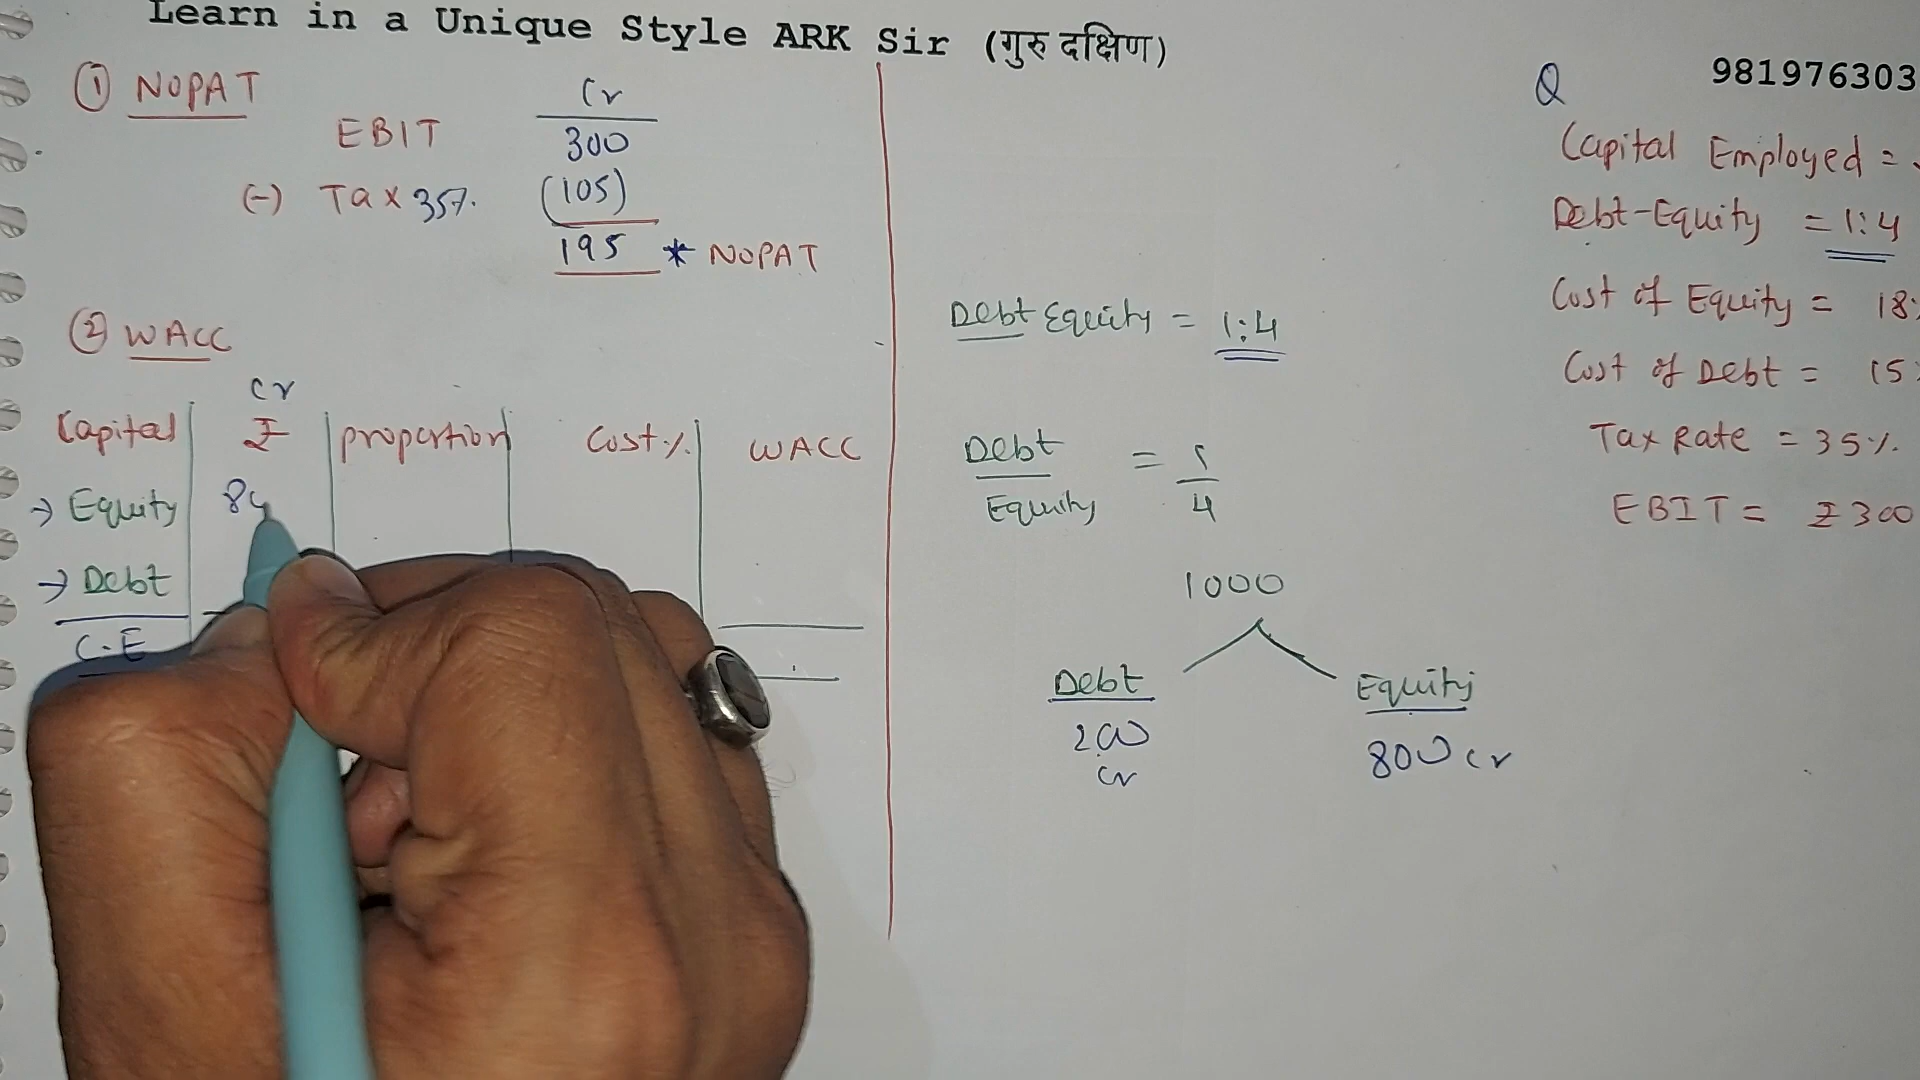 Learn in a Unique Style ARK Sir (गुरु दक्षिण)
981976303
① NOPAT
Cr
EBIT 300
(-) Tax 35%. (105)
195 * NOPAT
② WACC
Cr
Capital ₹ proportion Cost % WACC
→ Equity 80
→ Debt
C.E
Debt Equity = 1:4
Debt = 1
Equity 4
1000
Debt Equity
200 800 cr
cr
Q
Capital Employed =
Debt-Equity = 1:4
Cost of Equity = 18%
Cost of Debt = 15%
Tax Rate = 35%.
EBIT = ₹300